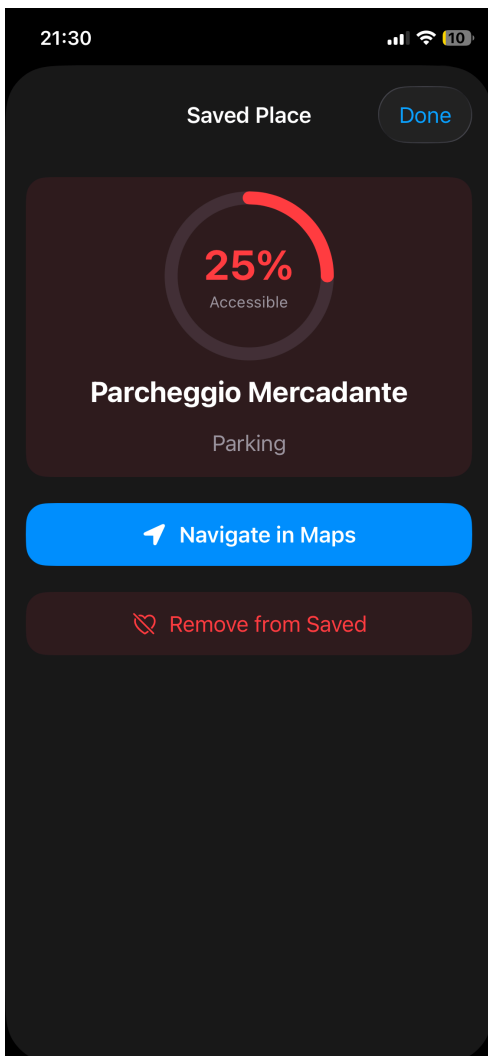 21:30
10
Saved Place
Done
25%
Accessible
Parcheggio Mercadante
Parking
Navigate in Maps
Remove from Saved